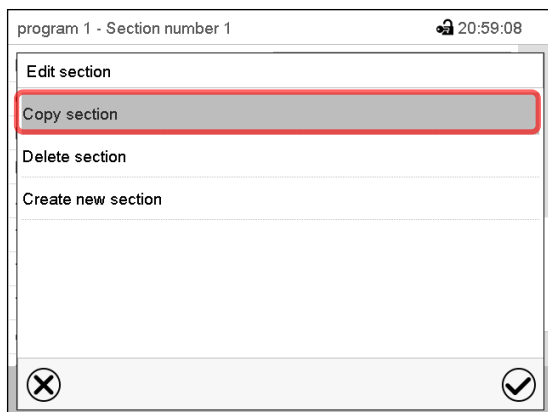 program 1 - Section number 1 20:59:08
Edit section
Copy section
Delete section
Create new section